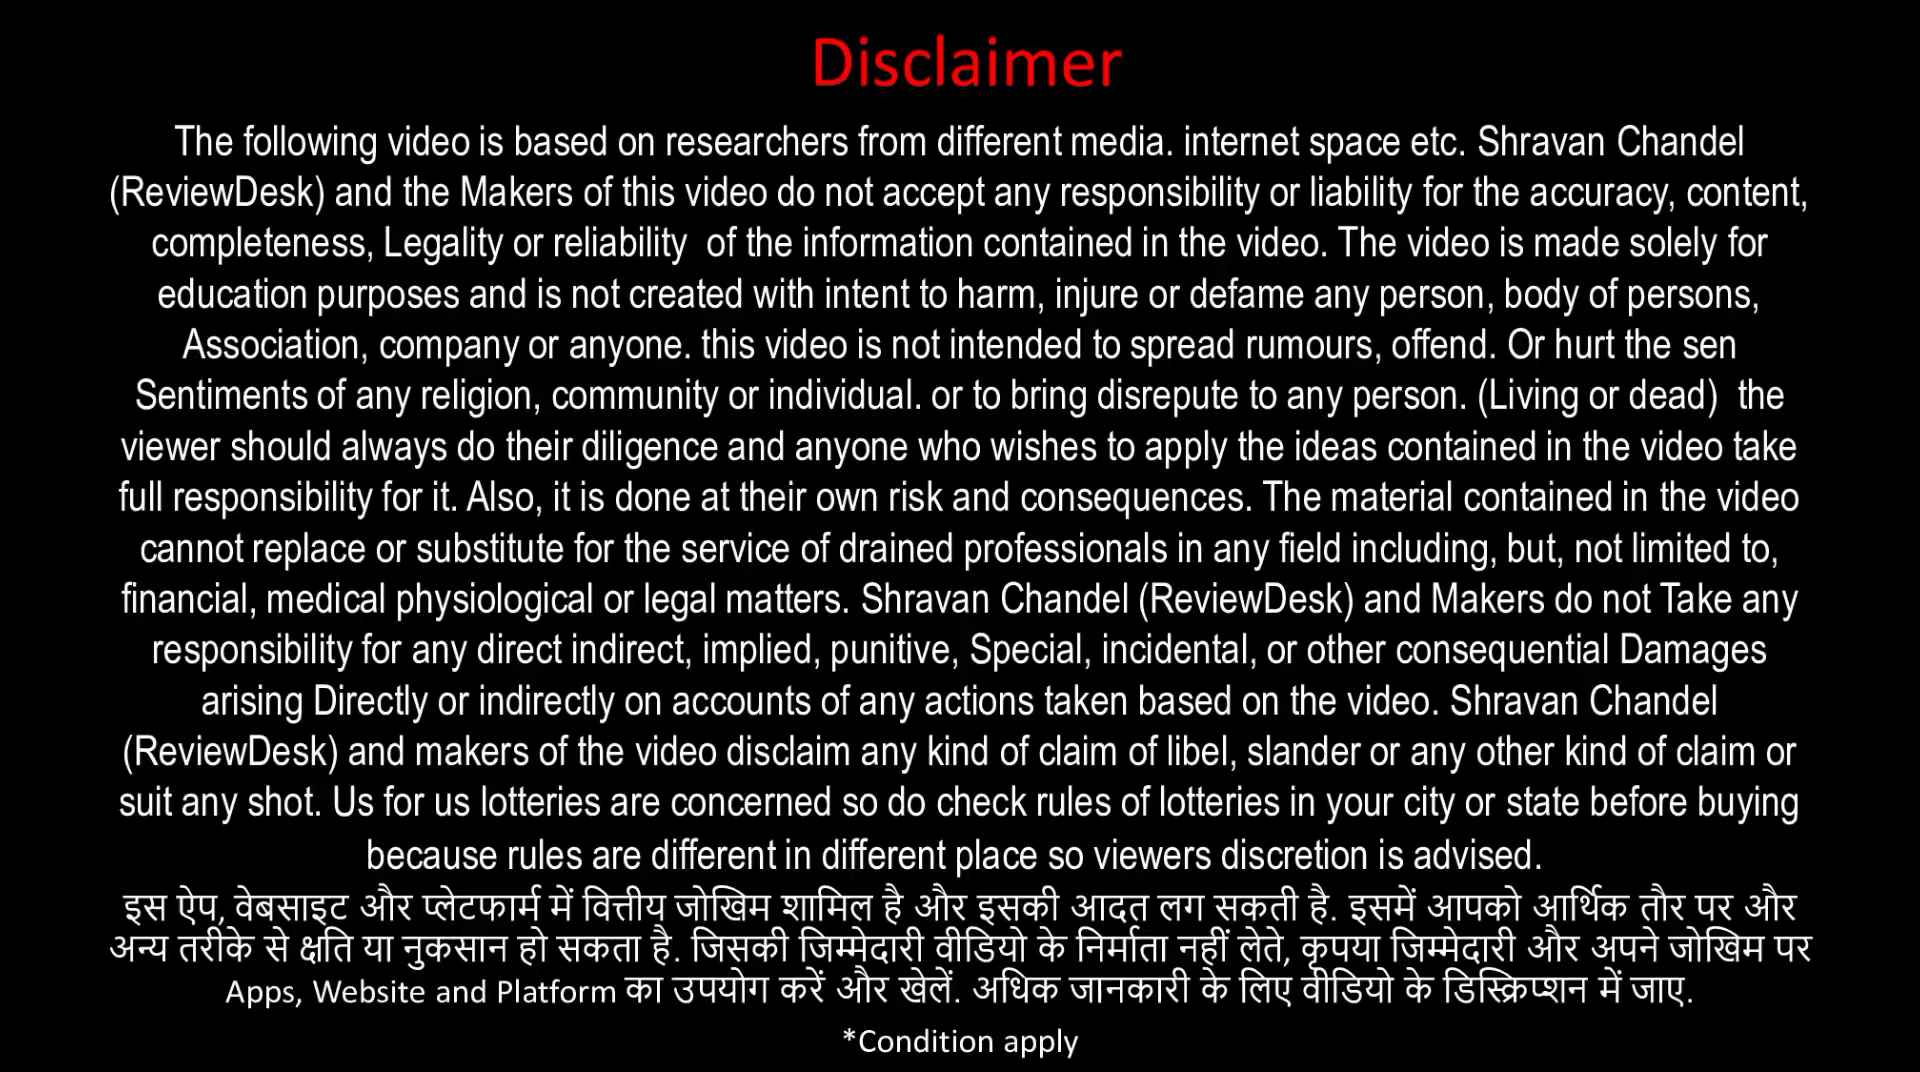 Disclaimer
The following video is based on researchers from different media. internet space etc. Shravan Chandel
(ReviewDesk) and the Makers of this video do not accept any responsibility or liability for the accuracy, content,
completeness, Legality or reliability  of the information contained in the video. The video is made solely for
education purposes and is not created with intent to harm, injure or defame any person, body of persons,
Association, company or anyone. this video is not intended to spread rumours, offend. Or hurt the sen
Sentiments of any religion, community or individual. or to bring disrepute to any person. (Living or dead)  the
viewer should always do their diligence and anyone who wishes to apply the ideas contained in the video take
full responsibility for it. Also, it is done at their own risk and consequences. The material contained in the video
cannot replace or substitute for the service of drained professionals in any field including, but, not limited to,
financial, medical physiological or legal matters. Shravan Chandel (ReviewDesk) and Makers do not Take any
responsibility for any direct indirect, implied, punitive, Special, incidental, or other consequential Damages
arising Directly or indirectly on accounts of any actions taken based on the video. Shravan Chandel
(ReviewDesk) and makers of the video disclaim any kind of claim of libel, slander or any other kind of claim or
suit any shot. Us for us lotteries are concerned so do check rules of lotteries in your city or state before buying
because rules are different in different place so viewers discretion is advised.
इस ऐप, वेबसाइट और प्लेटफार्म में वित्तीय जोखिम शामिल है और इसकी आदत लग सकती है. इसमें आपको आर्थिक तौर पर और
अन्य तरीके से क्षति या नुकसान हो सकता है. जिसकी जिम्मेदारी वीडियो के निर्माता नहीं लेते, कृपया जिम्मेदारी और अपने जोखिम पर
Apps, Website and Platform का उपयोग करें और खेलें. अधिक जानकारी के लिए वीडियो के डिस्क्रिप्शन में जाए.
*Condition apply